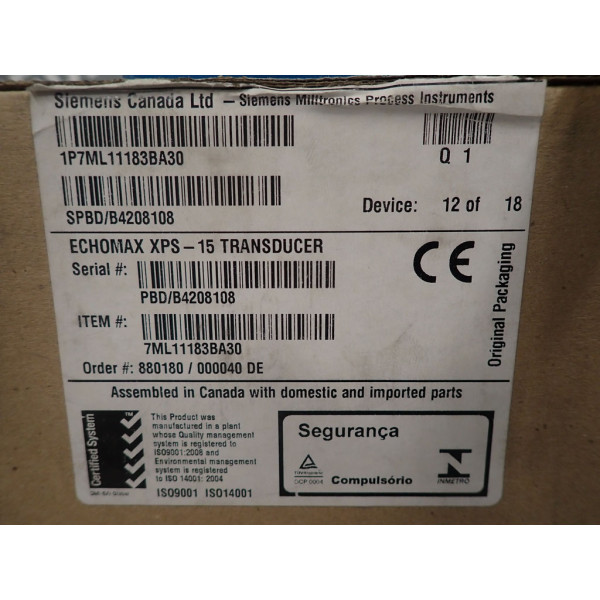 Siemens Canada Ltd – Siemens Milltronics Process Instruments
1P7ML11183BA30
Q 1
SPBD/B4208108
Device: 12 of 18
ECHOMAX XPS – 15 TRANSDUCER
Serial #:
PBD/B4208108
ITEM #:
7ML11183BA30
Order #: 880180 / 000040 DE
CE
Original Packaging
Assembled in Canada with domestic and imported parts
Certified System
TM
This Product was
manufactured in a plant
whose Quality management
system is registered to
ISO9001:2008 and
Environmental management
system is registered
to ISO 14001: 2004
ISO9001 ISO14001
Segurança
OCP 0004
Compulsório
INMETRO